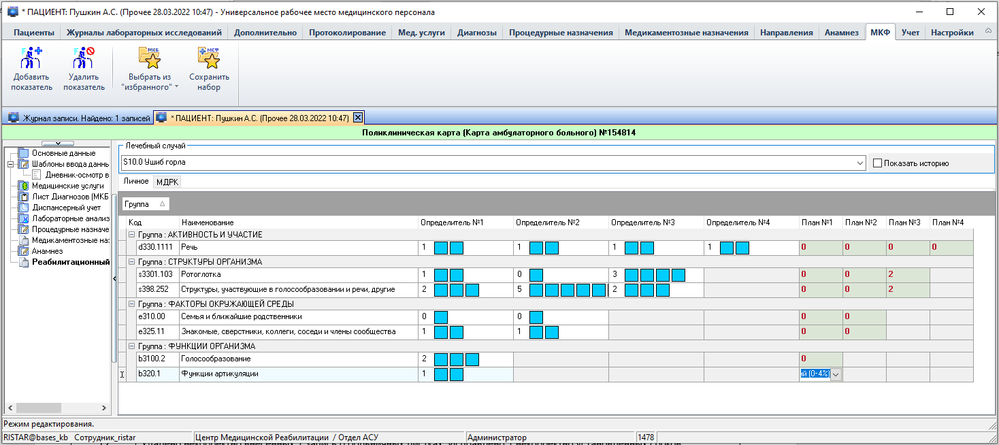 * ПАЦИЕНТ: Пушкин А.С. (Прочее 28.03.2022 10:47) - Универсальное рабочее место медицинского персонала
Пациенты Журналы лабораторных исследований Дополнительно Протоколирование Мед. услуги Диагнозы Процедурные назначения Медикаментозные назначения Направления Анамнез МКФ Учет Настройки
МКБ МКФ
Добавить показатель Удалить показатель Выбрать из "избранного" Сохранить набор
Журнал записи. Найдено: 1 записей * ПАЦИЕНТ: Пушкин А.С. (Прочее 28.03.2022 10:47)
Поликлиническая карта (Карта амбулаторного больного) №154814
Основные данные
Шаблоны ввода даннь
Дневник-осмотр в
Медицинские услуги
Лист Диагнозов (МКБ
Диспансерный учет
Лабораторные анализ
Процедурные назначе
Медикаментозные наз
Анамнез
Реабилитационный
Лечебный случай
S10.0 Ушиб горла
Показать историю
Личное МДРК
Группа
Код Наименование Определитель №1 Определитель №2 Определитель №3 Определитель №4 План №1 План №2 План №3 План №4
Группа : АКТИВНОСТЬ И УЧАСТИЕ
d330.1111 Речь 1 1 1 1 0 0 0 0
Группа : СТРУКТУРЫ ОРГАНИЗМА
s3301.103 Ротоглотка 1 0 3 0 0 2
s398.252 Структуры, участвующие в голосообразовании и речи, другие 2 5 2 0 0 2
Группа : ФАКТОРЫ ОКРУЖАЮЩЕЙ СРЕДЫ
e310.00 Семья и ближайшие родственники 0 0 0 0
e325.11 Знакомые, сверстники, коллеги, соседи и члены сообщества 1 1 0 0
Группа : ФУНКЦИИ ОРГАНИЗМА
b3100.2 Голосообразование 2 0
b320.1 Функции артикуляции 1 ий (0-4%)
Режим редактирования.
RISTAR@bases_kb Сотрудник_ristar Центр Медицинской Реабилитации / Отдел АСУ Администратор 1478